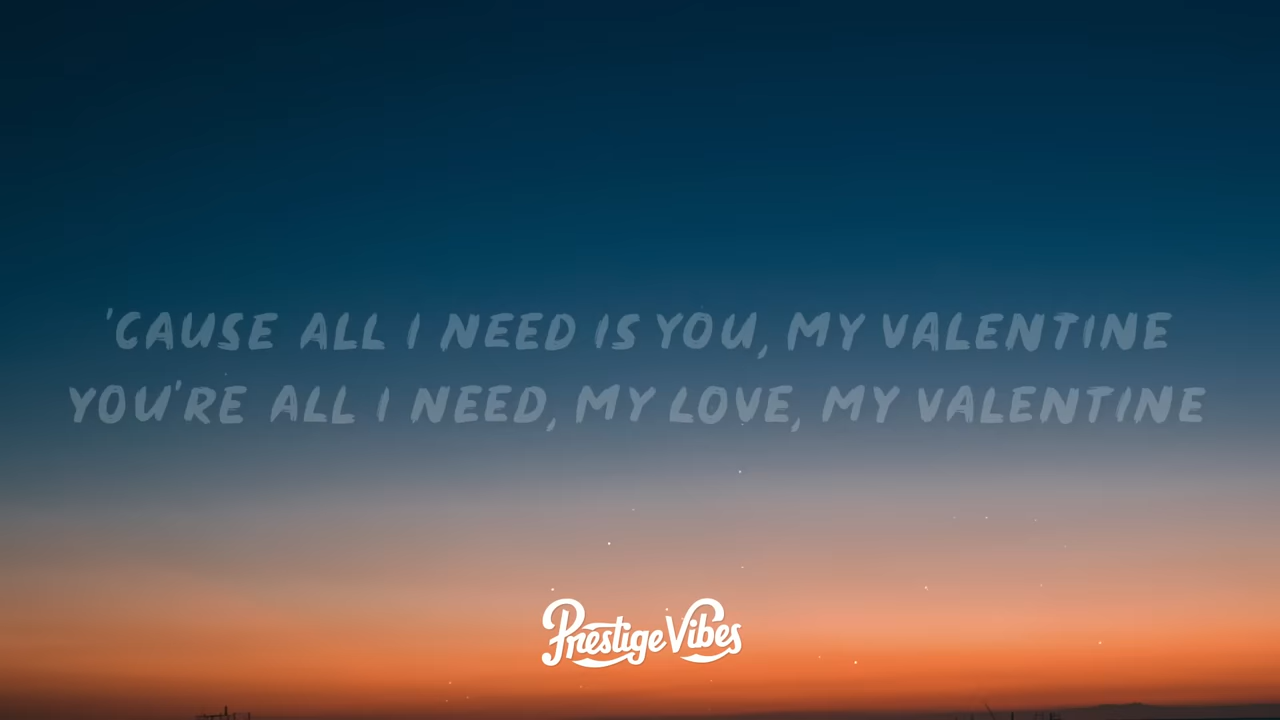 'CAUSE ALL I NEED IS YOU, MY VALENTINE
YOU'RE ALL I NEED, MY LOVE, MY VALENTINE
Prestige Vibes